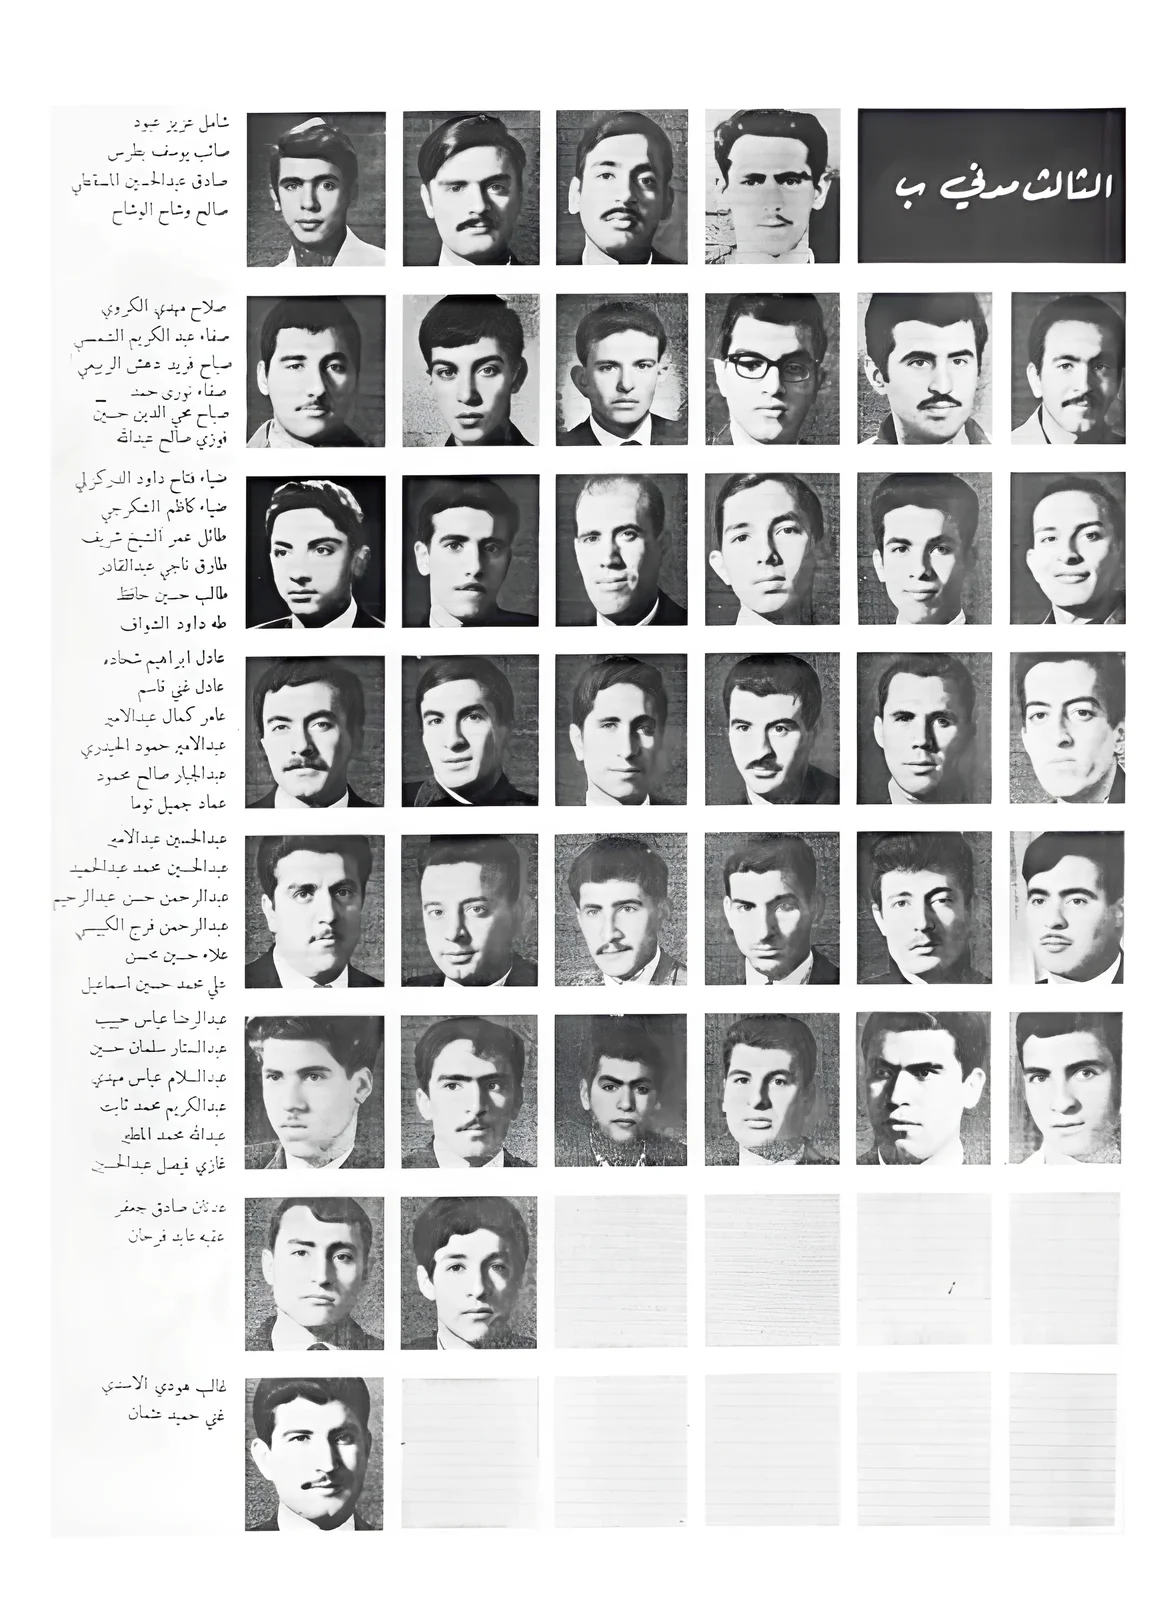 الثالث مدني ب
شامل عزيز عبود
صائب يوسف بطرس
صادق عبدالحسين المسقطي
صالح وشاح الوشاح
صلاح مهدي الكروي
صفاء عبد الكريم الشمسي
صباح فريد دهش الربيعي
صفاء نوري حمد
صباح محي الدين حسين
فوزي صالح عبدالله
ضياء فتاح داود الدركزلي
ضياء كاظم الشكرجي
طائل عمر الشيخ شريف
طارق ناجي عبدالقادر
طالب حسين حافظ
طه داود الشواف
عادل ابراهيم شحاده
عادل غني قاسم
عامر كمال عبدالامير
عبدالامير حمود الحيدري
عبدالجبار صالح محمود
عماد جميل توما
عبدالحسين عبدالامير
عبدالحسين محمد عبدالحميد
عبدالرحمن حسن عبدالرحيم
عبدالرحمن فرج الكبيسي
علاء حسين محسن
علي محمد حسين اسماعيل
عبدالرضا عباس حبيب
عبدالستار سلمان حسين
عبدالسلام عباس مهدي
عبدالكريم محمد ثابت
عبدالله محمد المطير
غازي فيصل عبدالحسين
عدنان صادق جعفر
عقبه عابد فرحان
غالب هودي الاسدي
غني حميد عثمان